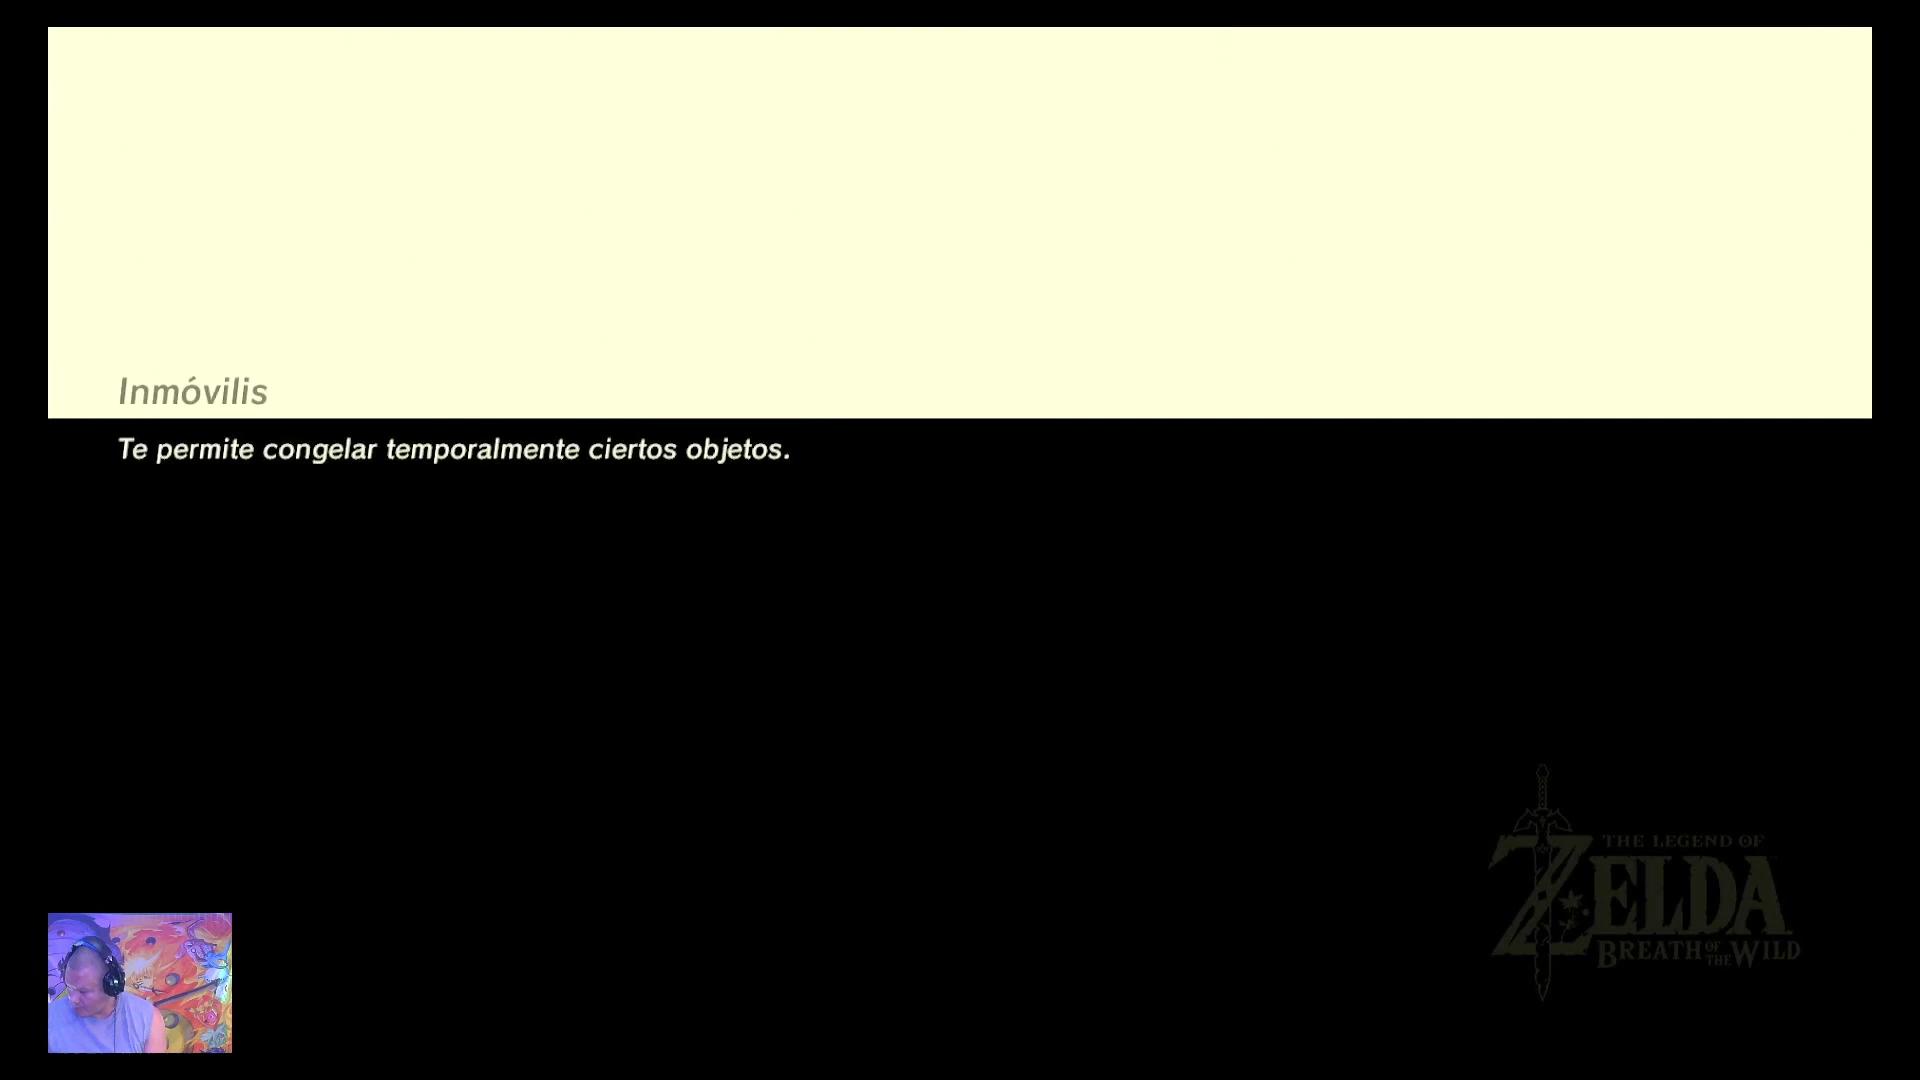 Inmóvilis
Te permite congelar temporalmente ciertos objetos.
THE LEGEND OF
ZELDA
BREATH OF THE WILD